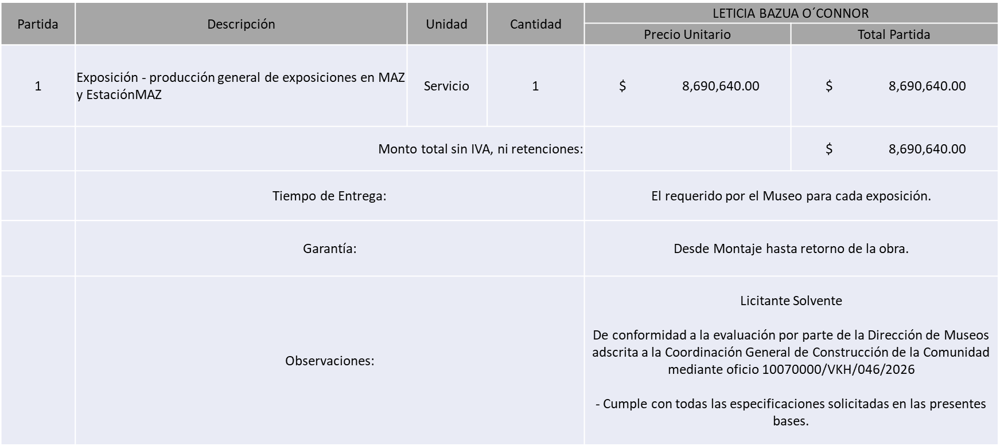 Partida
Descripción
Unidad
Cantidad
LETICIA BAZUA O´CONNOR
Precio Unitario
Total Partida
1
Exposición - producción general de exposiciones en MAZ
y EstaciónMAZ
Servicio
1
$ 8,690,640.00
$ 8,690,640.00
Monto total sin IVA, ni retenciones:
$ 8,690,640.00
Tiempo de Entrega:
El requerido por el Museo para cada exposición.
Garantía:
Desde Montaje hasta retorno de la obra.
Observaciones:
Licitante Solvente
De conformidad a la evaluación por parte de la Dirección de Museos
adscrita a la Coordinación General de Construcción de la Comunidad
mediante oficio 10070000/VKH/046/2026
- Cumple con todas las especificaciones solicitadas en las presentes
bases.